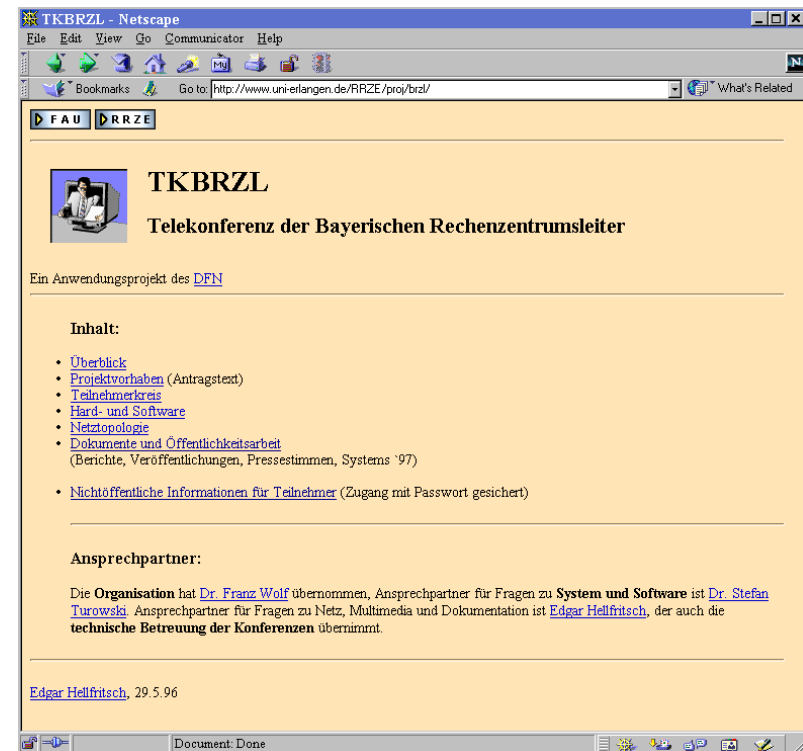 TKBRZL - Netscape
File Edit View Go Communicator Help
My
N
Bookmarks Go to: http://www.uni-erlangen.de/RRZE/proj/brzl/ What's Related
FAU RRZE
TKBRZL
Telekonferenz der Bayerischen Rechenzentrumsleiter
Ein Anwendungsprojekt des DFN
Inhalt:
• Überblick
• Projektvorhaben (Antragstext)
• Teilnehmerkreis
• Hard- und Software
• Netztopologie
• Dokumente und Öffentlichkeitsarbeit
(Berichte, Veröffentlichungen, Pressestimmen, Systems `97)
• Nichtöffentliche Informationen für Teilnehmer (Zugang mit Passwort gesichert)
Ansprechpartner:
Die Organisation hat Dr. Franz Wolf übernommen, Ansprechpartner für Fragen zu System und Software ist Dr. Stefan
Turowski. Ansprechpartner für Fragen zu Netz, Multimedia und Dokumentation ist Edgar Hellfritsch, der auch die
technische Betreuung der Konferenzen übernimmt.
Edgar Hellfritsch, 29.5.96
Document: Done